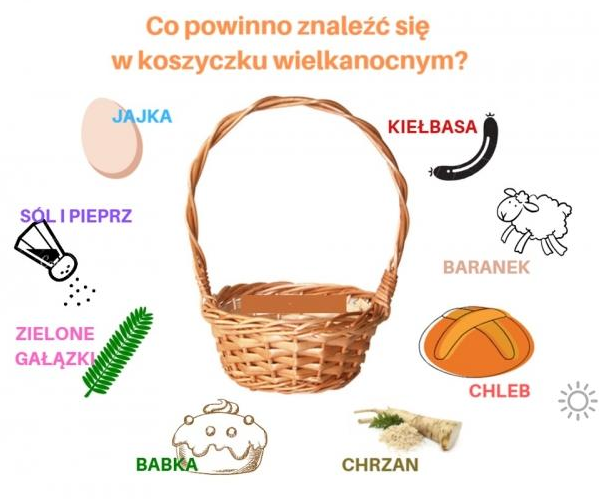 Co powinno znaleźć się
w koszyczku wielkanocnym?
JAJKA
KIEŁBASA
SÓL I PIEPRZ
BARANEK
ZIELONE
GAŁĄZKI
CHLEB
BABKA
CHRZAN